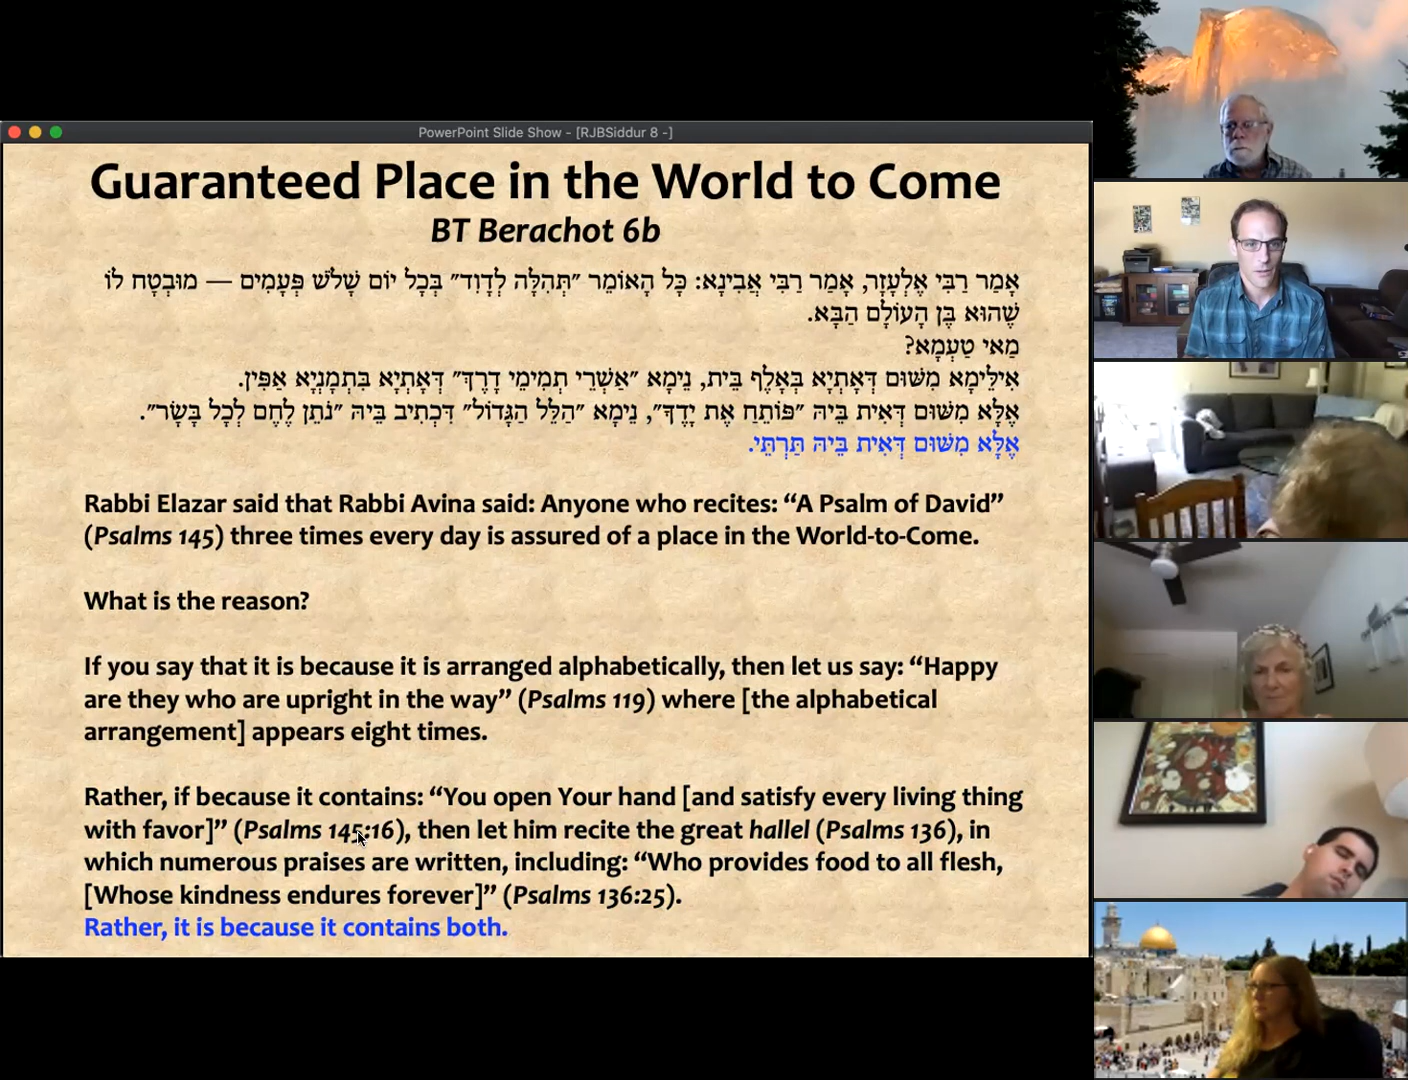 PowerPoint Slide Show - [RJBSiddur 8 -]
Guaranteed Place in the World to Come
BT Berachot 6b
אָמַר רַבִּי אֶלְעָזָר, אָמַר רַבִּי אֲבִינָא: כָּל הָאוֹמֵר ״תְּהִלָּה לְדָוִד״ בְּכָל יוֹם שָׁלֹשׁ פְּעָמִים — מוּבְטָח לוֹ
שֶׁהוּא בֶּן הָעוֹלָם הַבָּא.
מַאי טַעְמָא?
אִילֵּימָא מִשּׁוּם דְּאָתְיָא בְּאָלֶף בֵּית, נֵימָא ״אַשְׁרֵי תְמִימֵי דָרֶךְ״ דְּאָתְיָא בִּתְמָנְיָא אַפִּין.
אֶלָּא מִשּׁוּם דְּאִית בֵּיהּ ״פּוֹתֵחַ אֶת יָדֶךָ״, נֵימָא ״הַלֵּל הַגָּדוֹל״ דִּכְתִיב בֵּיהּ ״נֹתֵן לֶחֶם לְכָל בָּשָׂר״.
אֶלָּא מִשּׁוּם דְּאִית בֵּיהּ תַּרְתֵּי.
Rabbi Elazar said that Rabbi Avina said: Anyone who recites: “A Psalm of David”
(Psalms 145) three times every day is assured of a place in the World-to-Come.
What is the reason?
If you say that it is because it is arranged alphabetically, then let us say: “Happy
are they who are upright in the way” (Psalms 119) where [the alphabetical
arrangement] appears eight times.
Rather, if because it contains: “You open Your hand [and satisfy every living thing
with favor]” (Psalms 145:16), then let him recite the great hallel (Psalms 136), in
which numerous praises are written, including: “Who provides food to all flesh,
[Whose kindness endures forever]” (Psalms 136:25).
Rather, it is because it contains both.